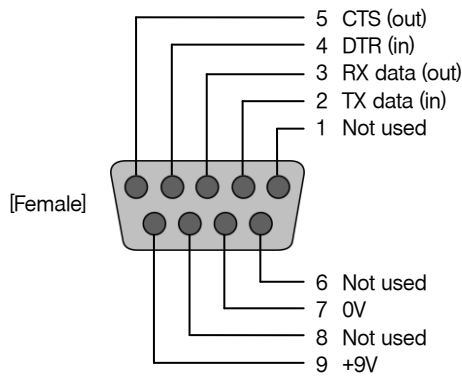 5 CTS (out)
4 DTR (in)
3 RX data (out)
2 TX data (in)
1 Not used
[Female]
6 Not used
7 0V
8 Not used
9 +9V